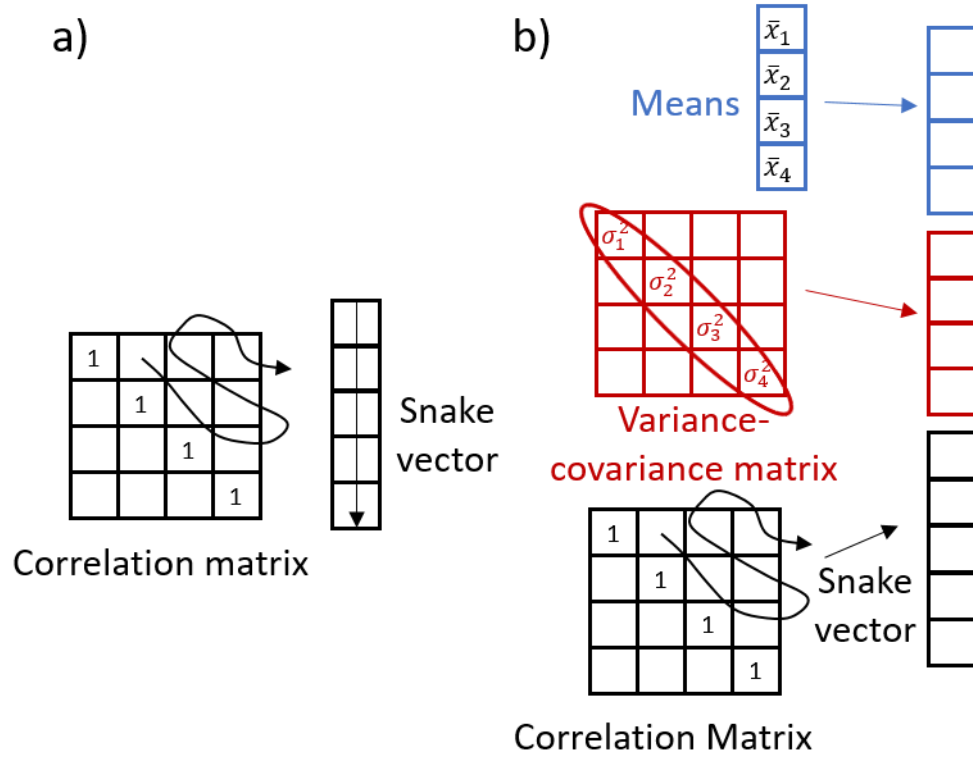 a)
1
1
1
1
Correlation matrix
Snake
vector
b)
Means
x̄₁
x̄₂
x̄₃
x̄₄
σ₁²
σ₂²
σ₃²
σ₄²
Variance-
covariance matrix
1
1
1
1
Snake
vector
Correlation Matrix